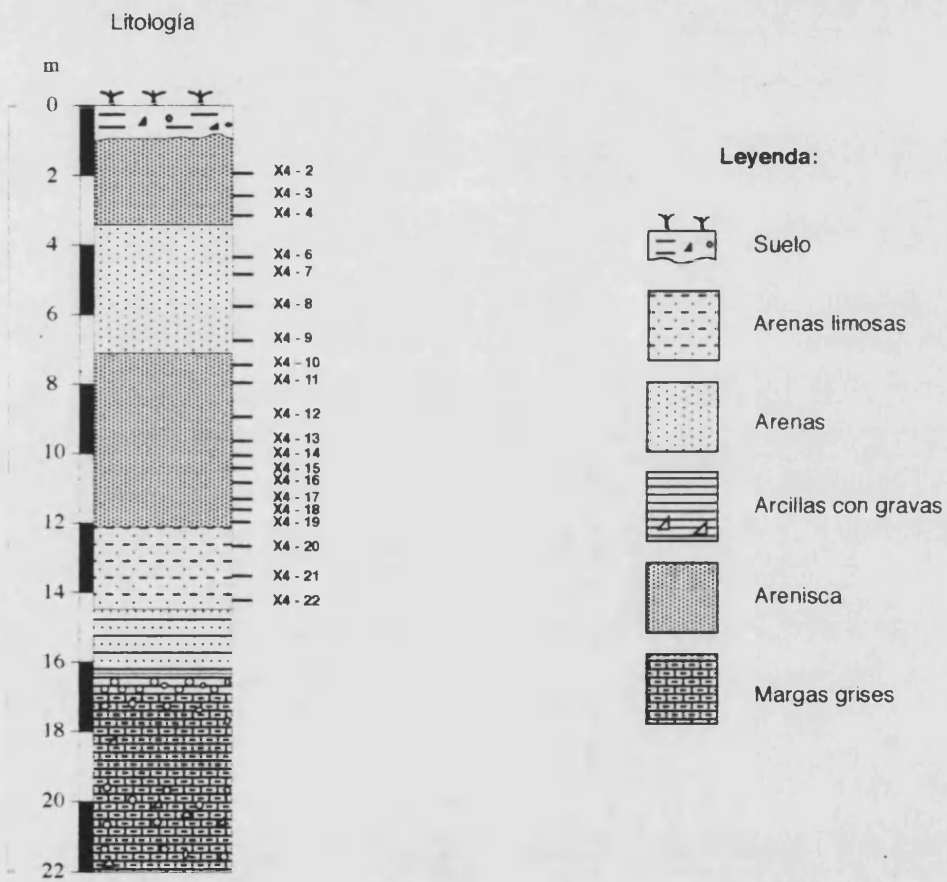 Litología
m
0
2
4
6
8
10
12
14
16
18
20
22
X4 - 2
X4 - 3
X4 - 4
X4 - 6
X4 - 7
X4 - 8
X4 - 9
X4 - 10
X4 - 11
X4 - 12
X4 - 13
X4 - 14
X4 - 15
X4 - 16
X4 - 17
X4 - 18
X4 - 19
X4 - 20
X4 - 21
X4 - 22
Leyenda:
Suelo
Arenas limosas
Arenas
Arcillas con gravas
Arenisca
Margas grises